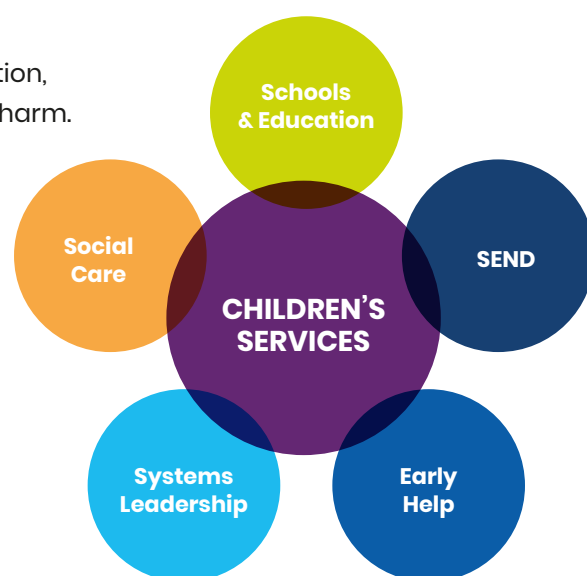 tion,
harm.
Schools
& Education
Social
Care
SEND
CHILDREN’S
SERVICES
Systems
Leadership
Early
Help